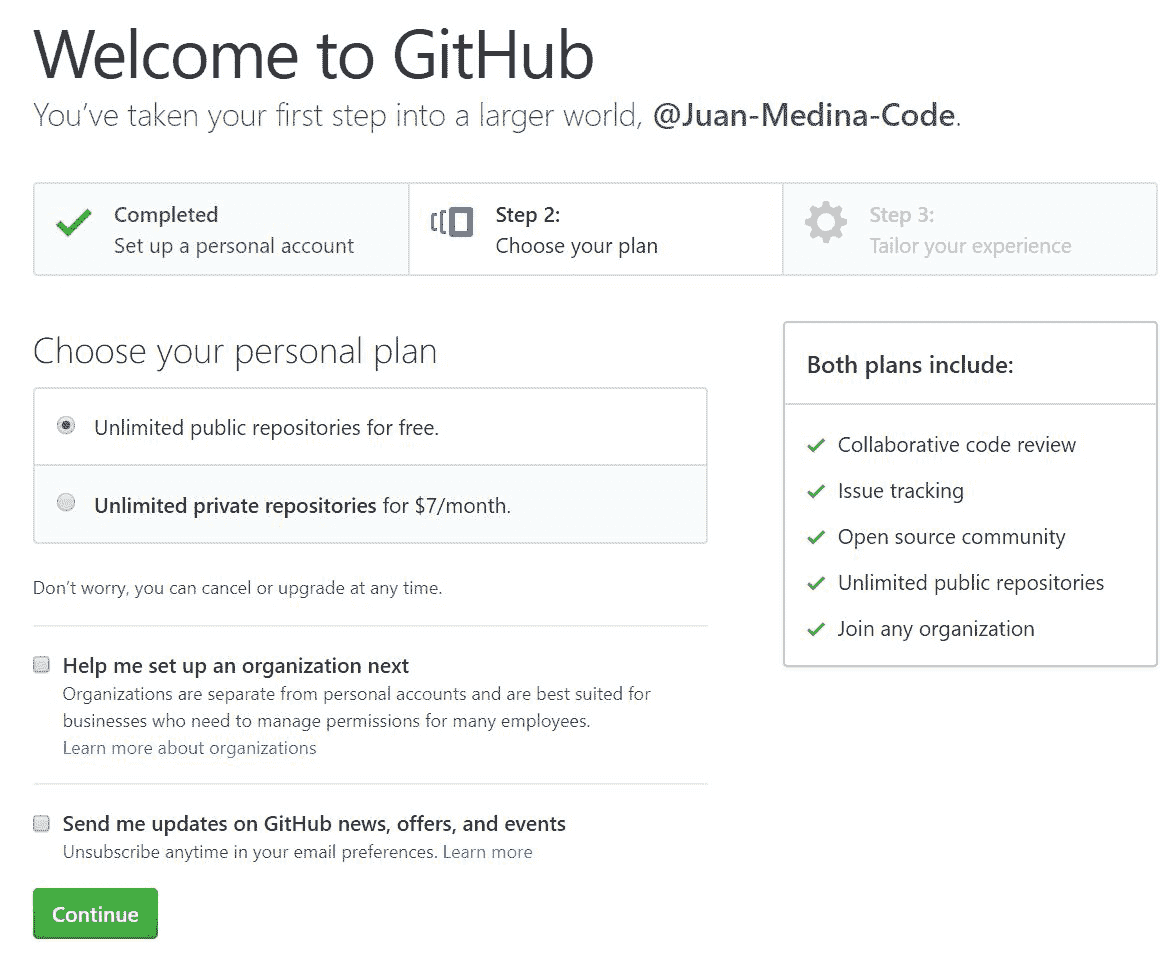 Welcome to GitHub
You’ve taken your first step into a larger world, @Juan-Medina-Code.
Completed
Set up a personal account
Step 2:
Choose your plan
Step 3:
Tailor your experience
Choose your personal plan
Unlimited public repositories for free.
Unlimited private repositories for $7/month.
Don’t worry, you can cancel or upgrade at any time.
Help me set up an organization next
Organizations are separate from personal accounts and are best suited for
businesses who need to manage permissions for many employees.
Learn more about organizations
Send me updates on GitHub news, offers, and events
Unsubscribe anytime in your email preferences. Learn more
Continue
Both plans include:
Collaborative code review
Issue tracking
Open source community
Unlimited public repositories
Join any organization